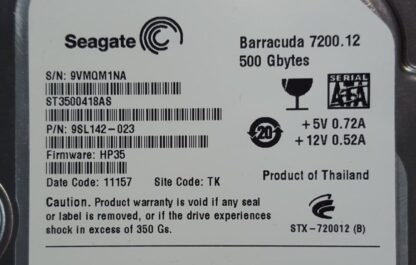 Seagate
Barracuda 7200.12
500 Gbytes
S/N: 9VMQM1NA
ST3500418AS
P/N: 9SL142-023
Firmware: HP35
Date Code: 11157 Site Code: TK
SERIAL
ATA
20
+5V 0.72A
+12V 0.52A
Product of Thailand
Caution. Product warranty is void if any seal
or label is removed, or if the drive experiences
shock in excess of 350 Gs.
STX-720012 (B)